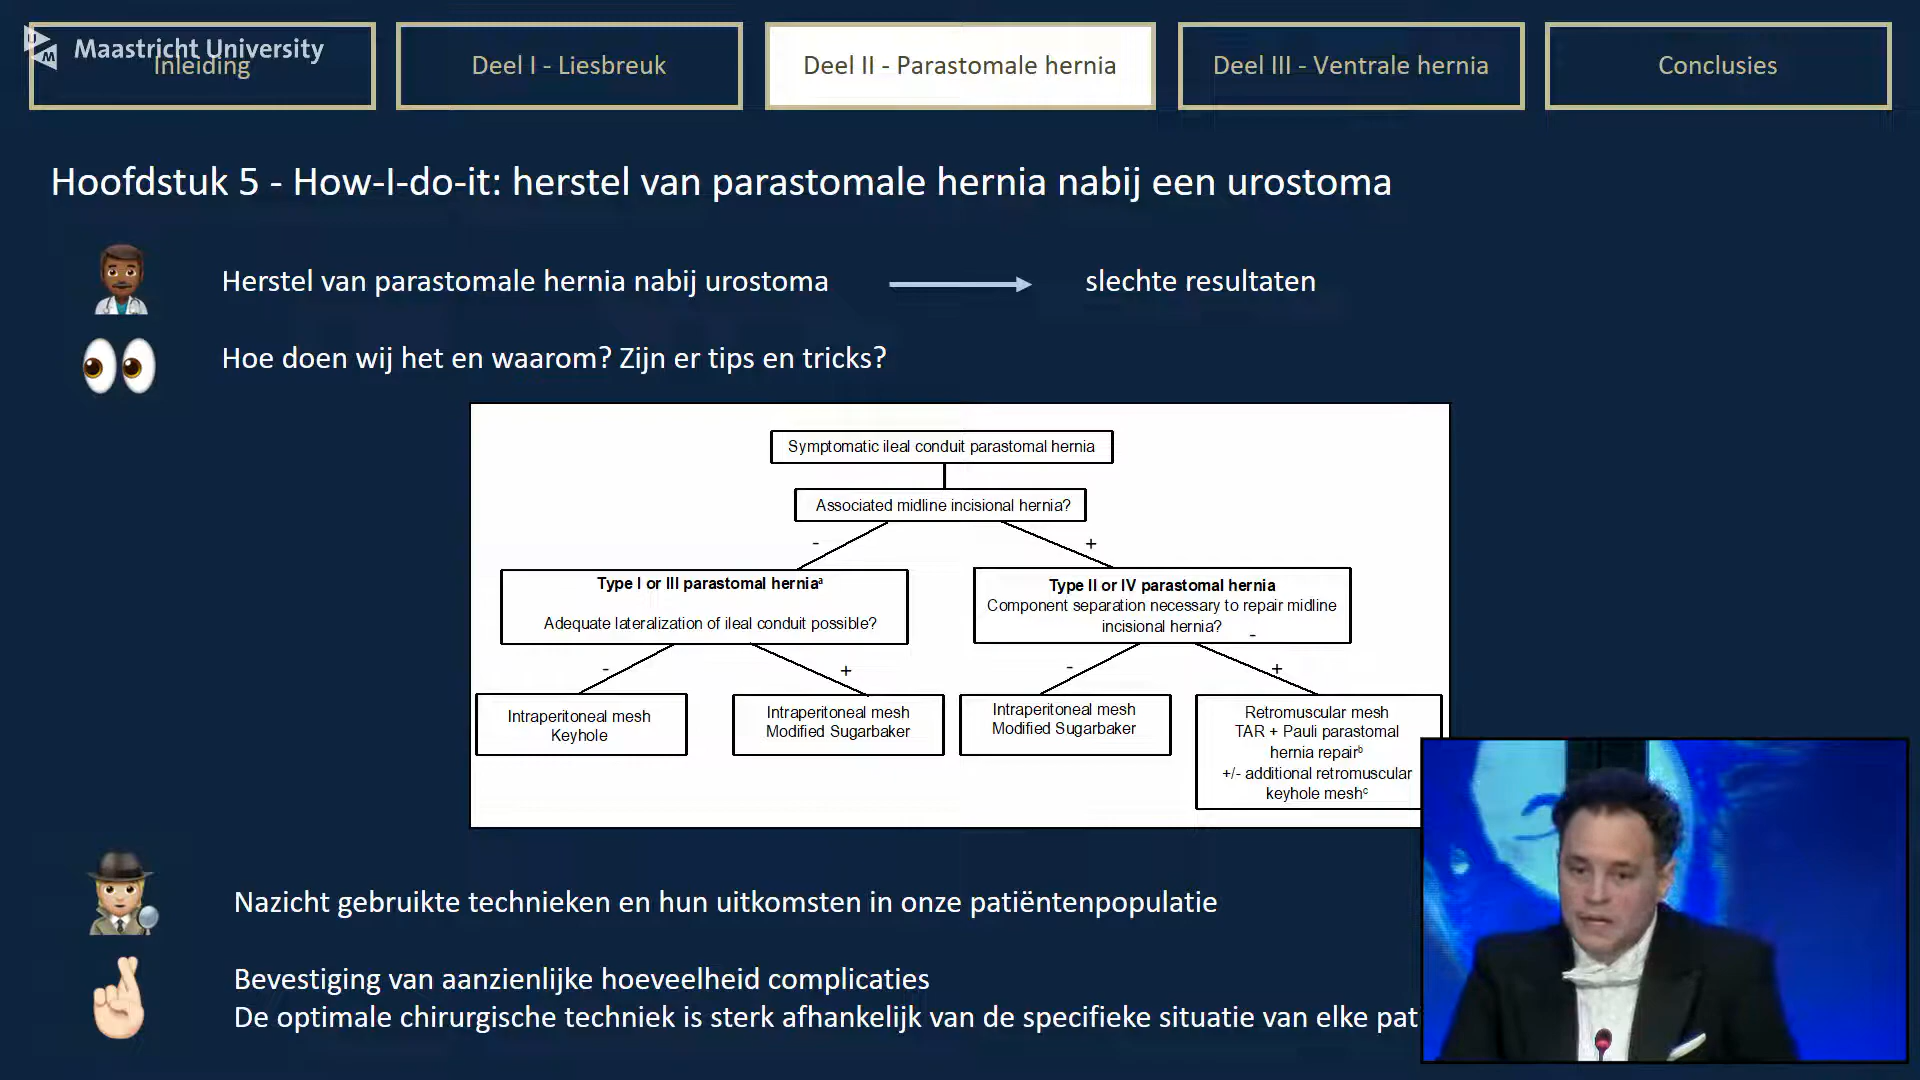 Maastricht University
Inleiding
Deel I - Liesbreuk
Deel II - Parastomale hernia
Deel III - Ventrale hernia
Conclusies
Hoofdstuk 5 - How-I-do-it: herstel van parastomale hernia nabij een urostoma
Herstel van parastomale hernia nabij urostoma
slechte resultaten
Hoe doen wij het en waarom? Zijn er tips en tricks?
Symptomatic ileal conduit parastomal hernia
Associated midline incisional hernia?
-
+
Type I or III parastomal herniaᵃ
Adequate lateralization of ileal conduit possible?
Type II or IV parastomal hernia
Component separation necessary to repair midline
incisional hernia?
-
-
+
-
+
Intraperitoneal mesh
Keyhole
Intraperitoneal mesh
Modified Sugarbaker
Intraperitoneal mesh
Modified Sugarbaker
Retromuscular mesh
TAR + Pauli parastomal
hernia repairᵇ
+/- additional retromuscular
keyhole meshᶜ
Nazicht gebruikte technieken en hun uitkomsten in onze patiëntenpopulatie
Bevestiging van aanzienlijke hoeveelheid complicaties
De optimale chirurgische techniek is sterk afhankelijk van de specifieke situatie van elke pat